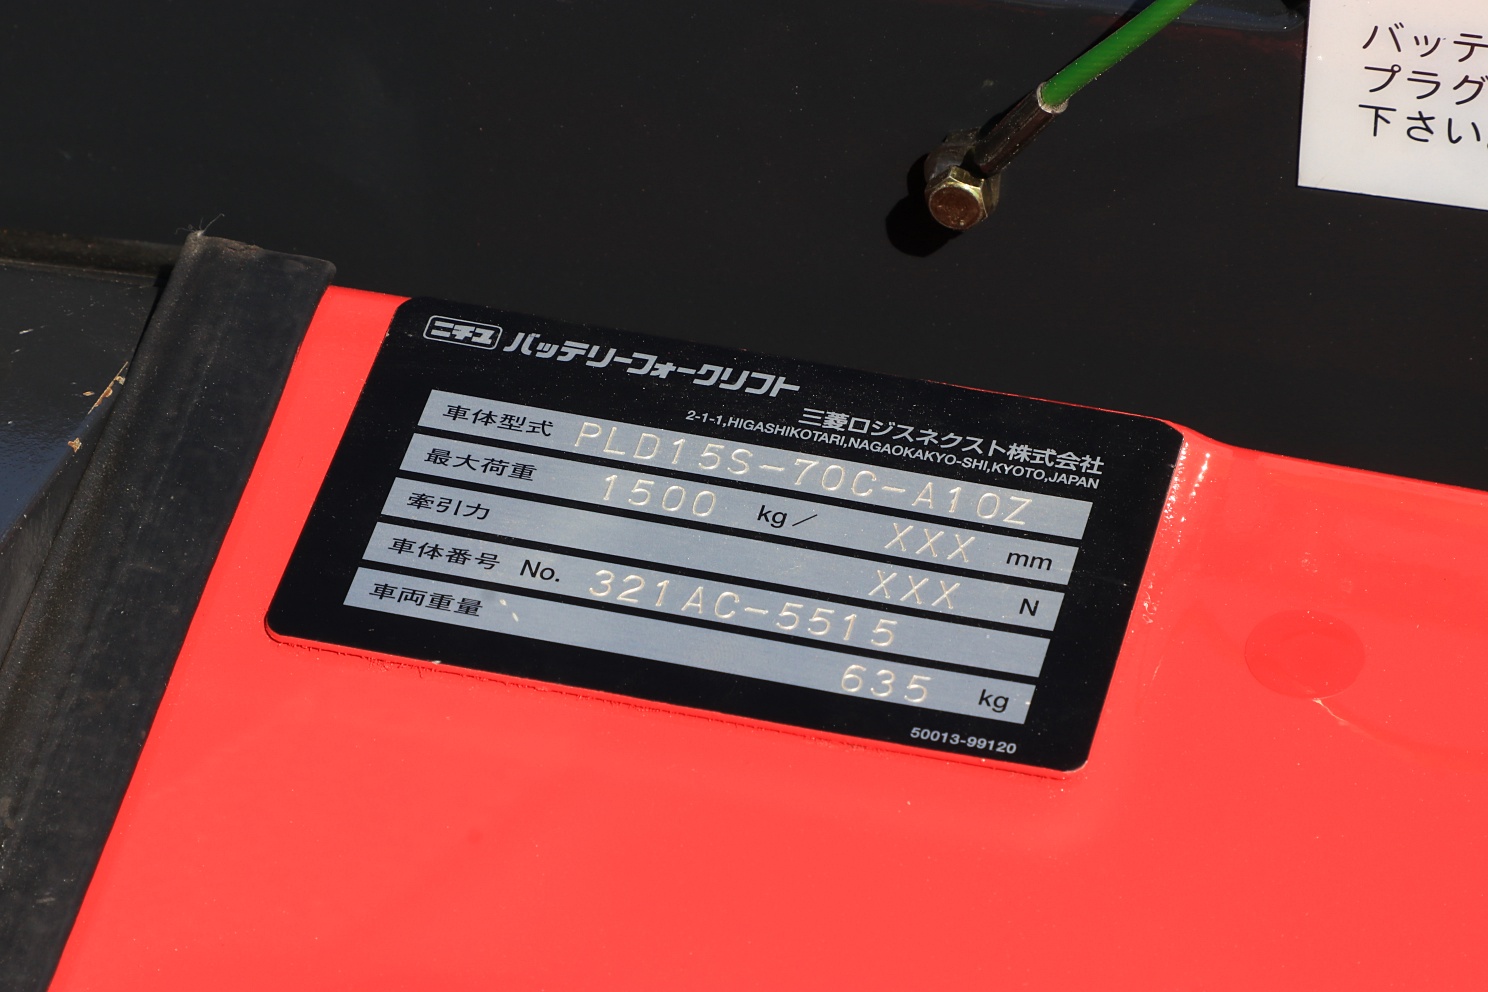 バッテ
プラグ
下さい。
ニチユ バッテリーフォークリフト
三菱ロジスネクスト株式会社
2-1-1,HIGASHIKOTARI,NAGAOKAKYO-SHI,KYOTO,JAPAN
車体型式 PLD15S-70C-A10Z
最大荷重 1500 kg／ XXX mm
牽引力 XXX N
車体番号 No. 321AC-5515
車両重量 635 kg
50013-99120